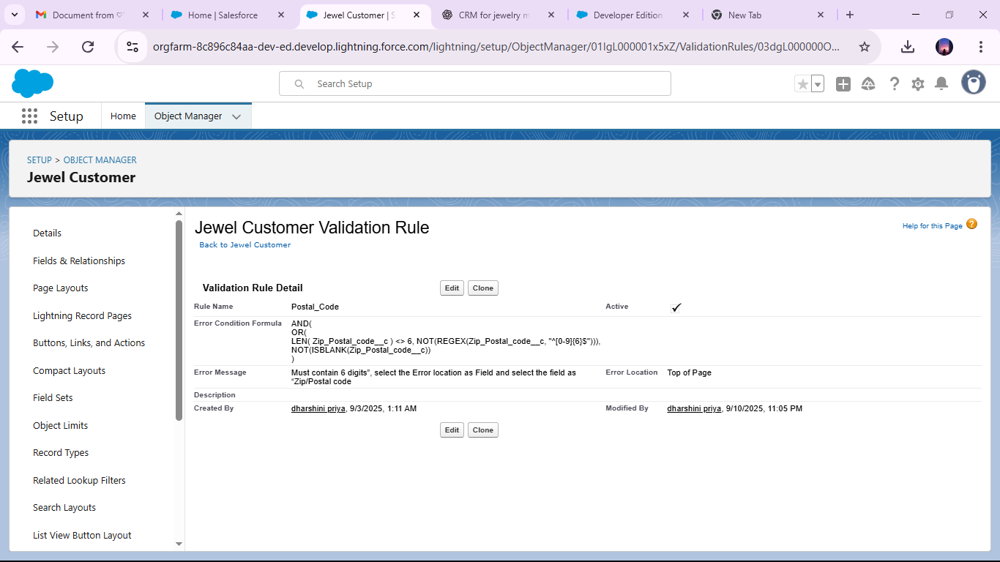 Document from ♡
Home | Salesforce
Jewel Customer | S
CRM for jewelry m
Developer Edition
New Tab
orgfarm-8c896c84aa-dev-ed.develop.lightning.force.com/lightning/setup/ObjectManager/01IgL000001x5xZ/ValidationRules/03dgL000000O...
Search Setup
Setup
Home
Object Manager
SETUP > OBJECT MANAGER
Jewel Customer
Details
Fields & Relationships
Page Layouts
Lightning Record Pages
Buttons, Links, and Actions
Compact Layouts
Field Sets
Object Limits
Record Types
Related Lookup Filters
Search Layouts
List View Button Layout
Jewel Customer Validation Rule
Help for this Page
Back to Jewel Customer
Validation Rule Detail
Edit
Clone
Rule Name Postal_Code Active
Error Condition Formula AND(
OR(
LEN( Zip_Postal_code__c ) <> 6, NOT(REGEX(Zip_Postal_code__c, "^[0-9]{6}$"))),
NOT(ISBLANK(Zip_Postal_code__c))
)
Error Message Must contain 6 digits”, select the Error location as Field and select the field as Error Location Top of Page
“Zip/Postal code
Description
Created By dharshini priya, 9/3/2025, 1:11 AM Modified By dharshini priya, 9/10/2025, 11:05 PM
Edit
Clone